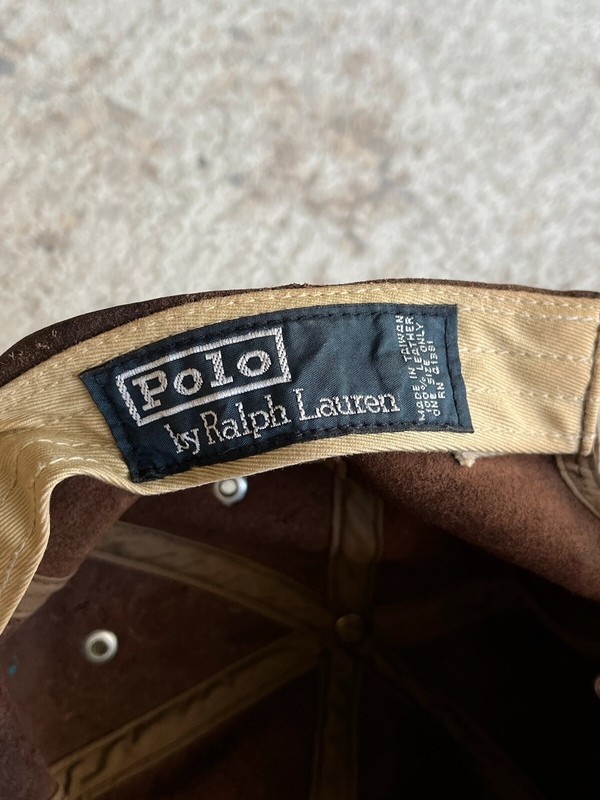 Polo
by Ralph Lauren
MADE IN TAIWAN
100% LEATHER
ONE SIZE ONLY
RN 41381